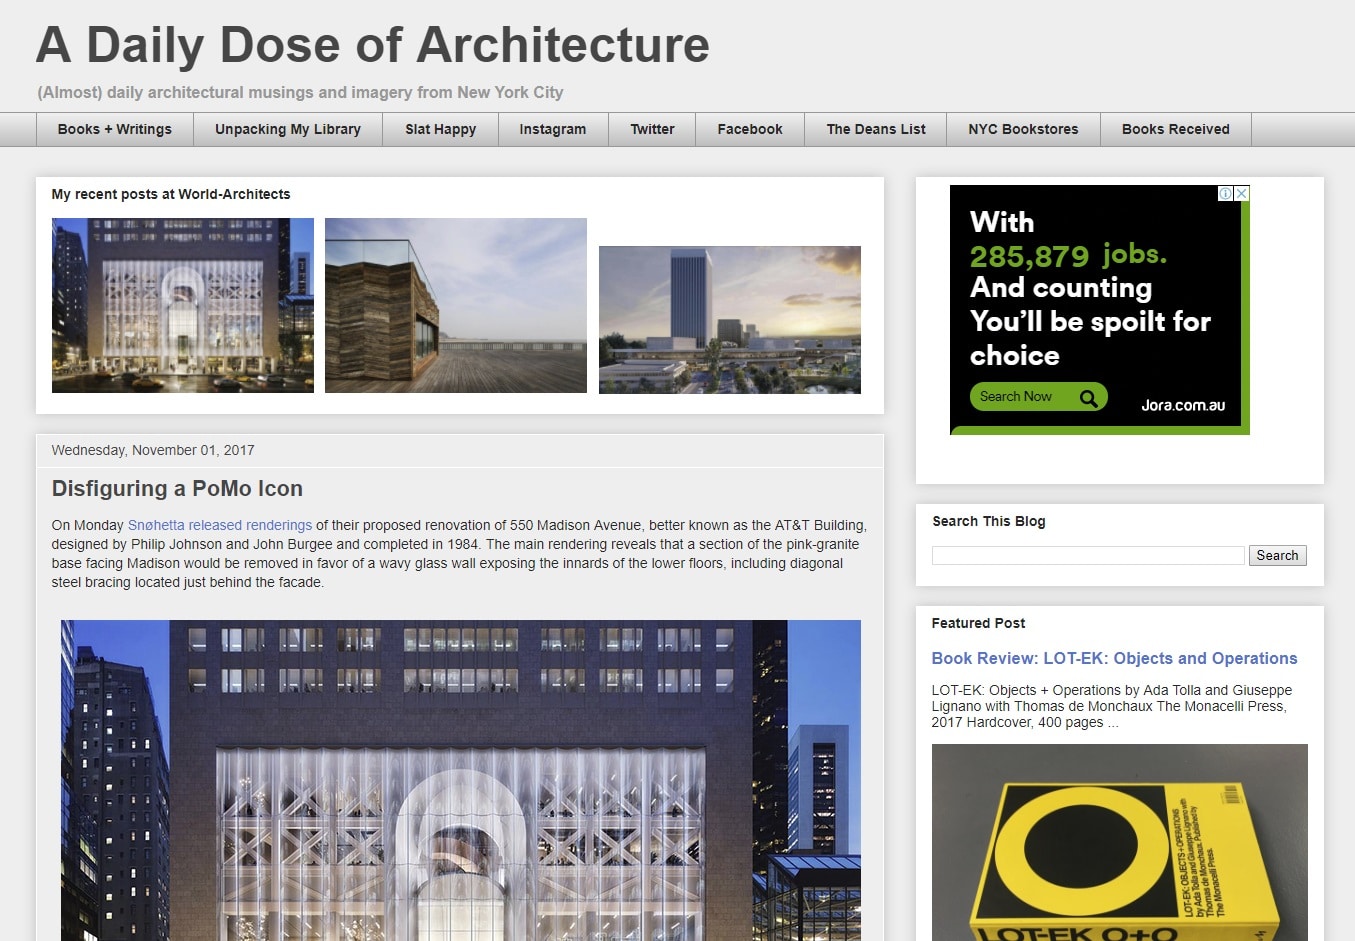 A Daily Dose of Architecture
(Almost) daily architectural musings and imagery from New York City
Books + Writings
Unpacking My Library
Slat Happy
Instagram
Twitter
Facebook
The Deans List
NYC Bookstores
Books Received
My recent posts at World-Architects
Wednesday, November 01, 2017
Disfiguring a PoMo Icon
On Monday Snøhetta released renderings of their proposed renovation of 550 Madison Avenue, better known as the AT&T Building,
designed by Philip Johnson and John Burgee and completed in 1984. The main rendering reveals that a section of the pink-granite
base facing Madison would be removed in favor of a wavy glass wall exposing the innards of the lower floors, including diagonal
steel bracing located just behind the facade.
With
285,879 jobs.
And counting
You'll be spoilt for
choice
Search Now
Jora.com.au
Search This Blog
Search
Featured Post
Book Review: LOT-EK: Objects and Operations
LOT-EK: Objects + Operations by Ada Tolla and Giuseppe
Lignano with Thomas de Monchaux The Monacelli Press,
2017 Hardcover, 400 pages ...
LOT-EK: OBJECTS+OPERATIONS
by Ada Tolla and Giuseppe Lignano with
Thomas de Monchaux. Published by
The Monacelli Press.
LOT-EK O+O